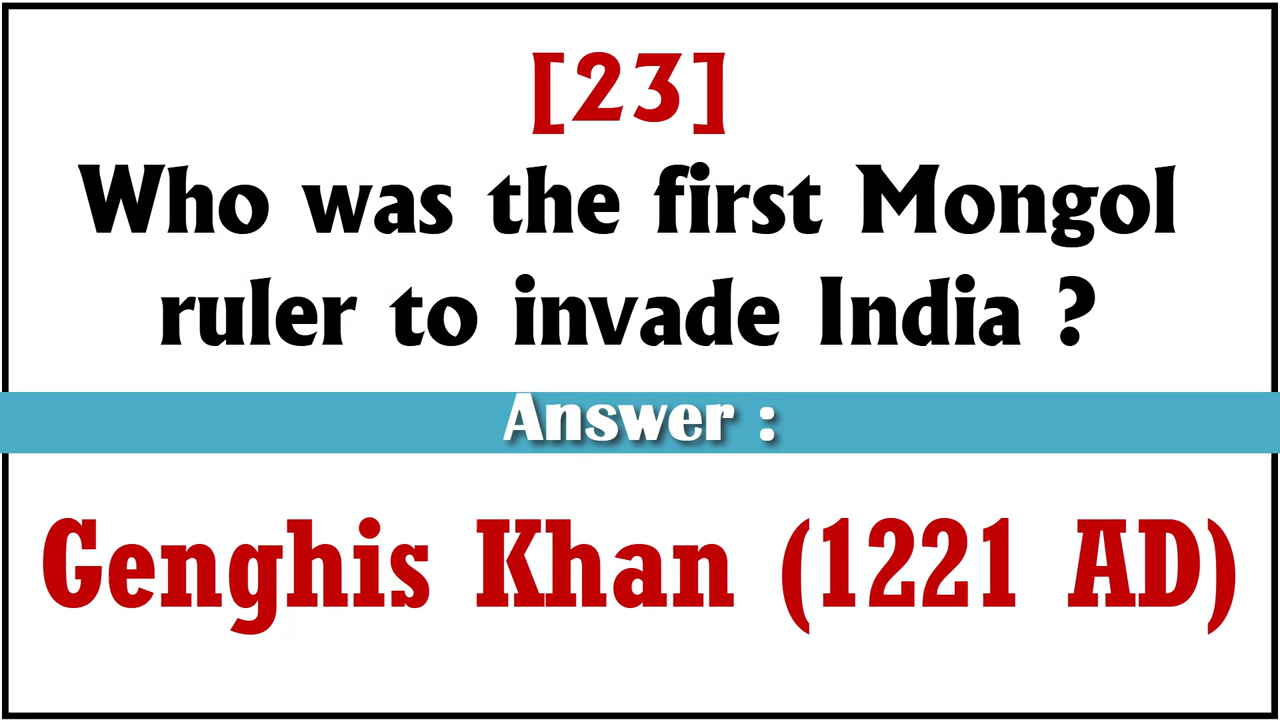 [23]
Who was the first Mongol
ruler to invade India ?
Answer :
Genghis Khan (1221 AD)